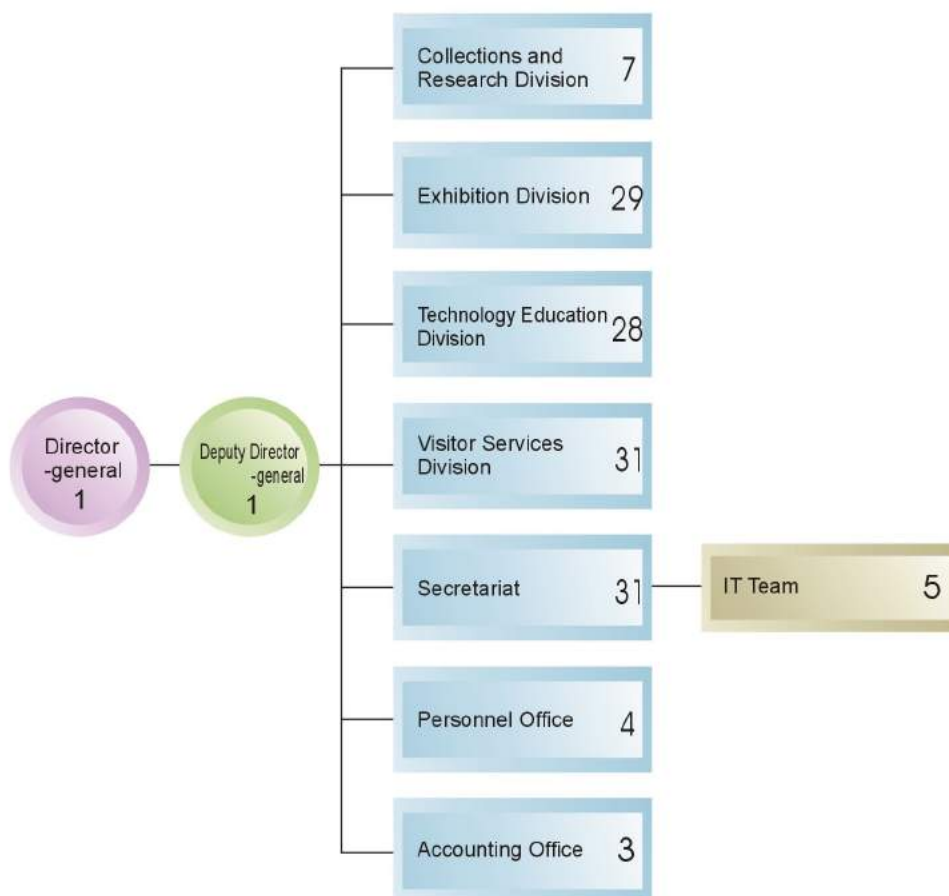 Collections and
Research Division
7
Exhibition Division
29
Technology Education
Division
28
Director
-general
1
Deputy Director
-general
1
Visitor Services
Division
31
Secretariat
31
IT Team
5
Personnel Office
4
Accounting Office
3